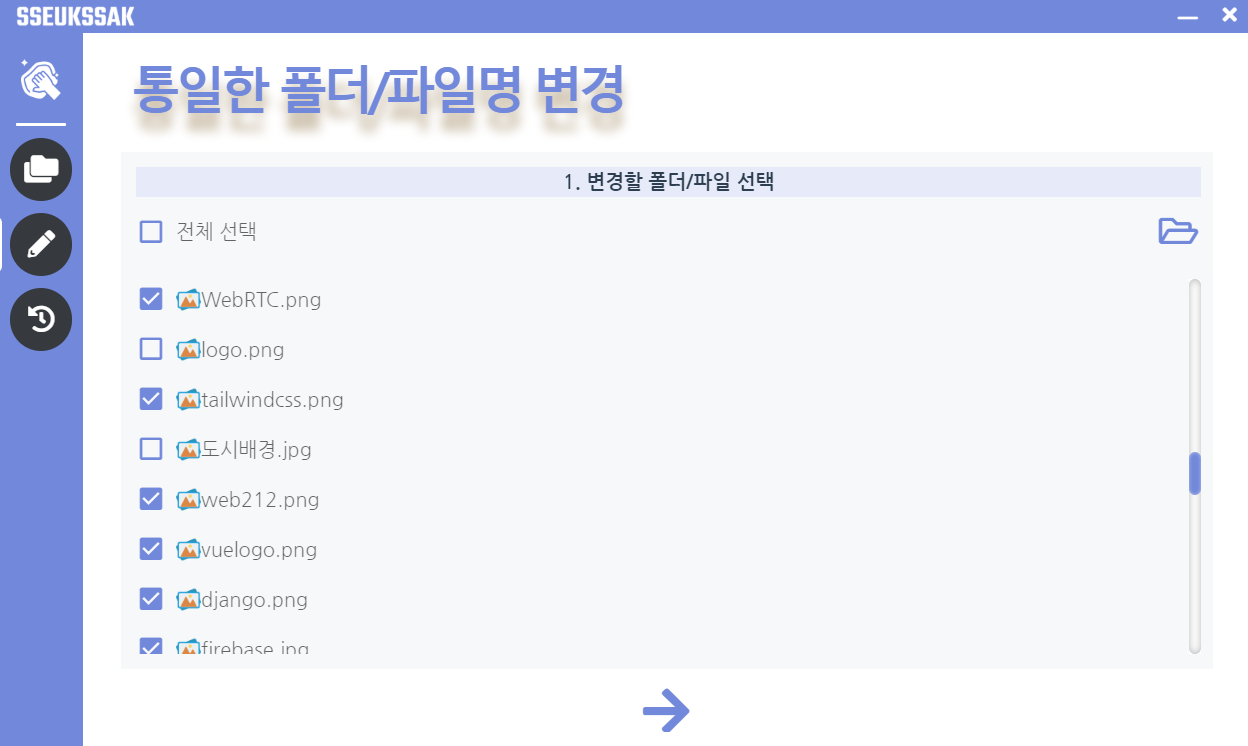 SSEUKSSAK
통일한 폴더/파일명 변경
1. 변경할 폴더/파일 선택
전체 선택
WebRTC.png
logo.png
tailwindcss.png
도시배경.jpg
web212.png
vuelogo.png
django.png
firebase.jpg